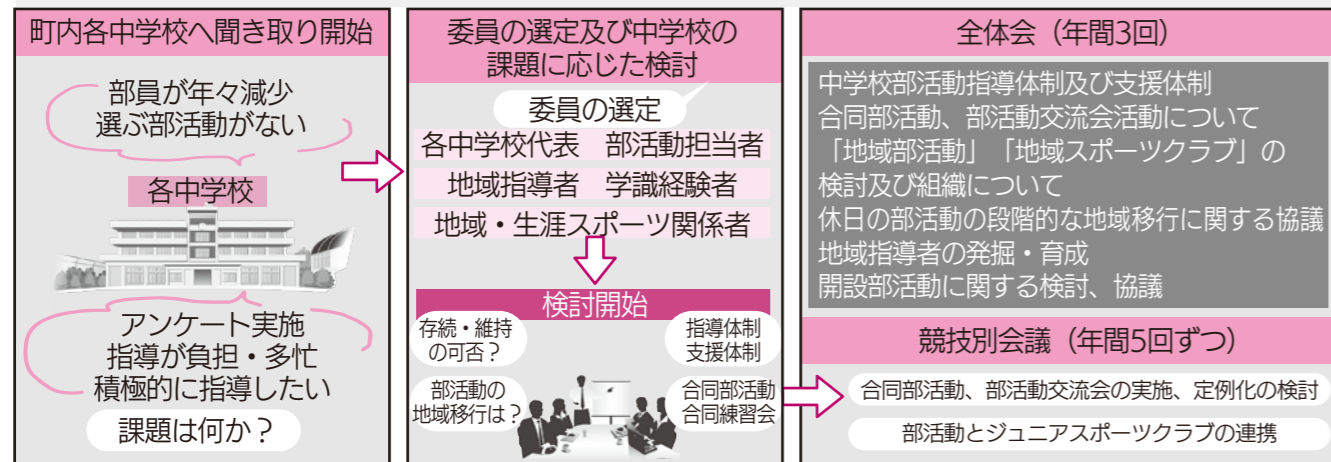 町内各中学校へ聞き取り開始
部員が年々減少
選ぶ部活動がない
各中学校
アンケート実施
指導が負担・多忙
積極的に指導したい
課題は何か?
委員の選定及び中学校の
課題に応じた検討
委員の選定
各中学校代表 部活動担当者
地域指導者 学識経験者
地域・生涯スポーツ関係者
検討開始
存続・維持
の可否?
指導体制
支援体制
部活動の
地域移行は?
合同部活動
合同練習会
全体会(年間3回)
中学校部活動指導体制及び支援体制
合同部活動、部活動交流会活動について
「地域部活動」「地域スポーツクラブ」の
検討及び組織について
休日の部活動の段階的な地域移行に関する協議
地域指導者の発掘・育成
開設部活動に関する検討、協議
競技別会議(年間5回ずつ)
合同部活動、部活動交流会の実施、定例化の検討
部活動とジュニアスポーツクラブの連携